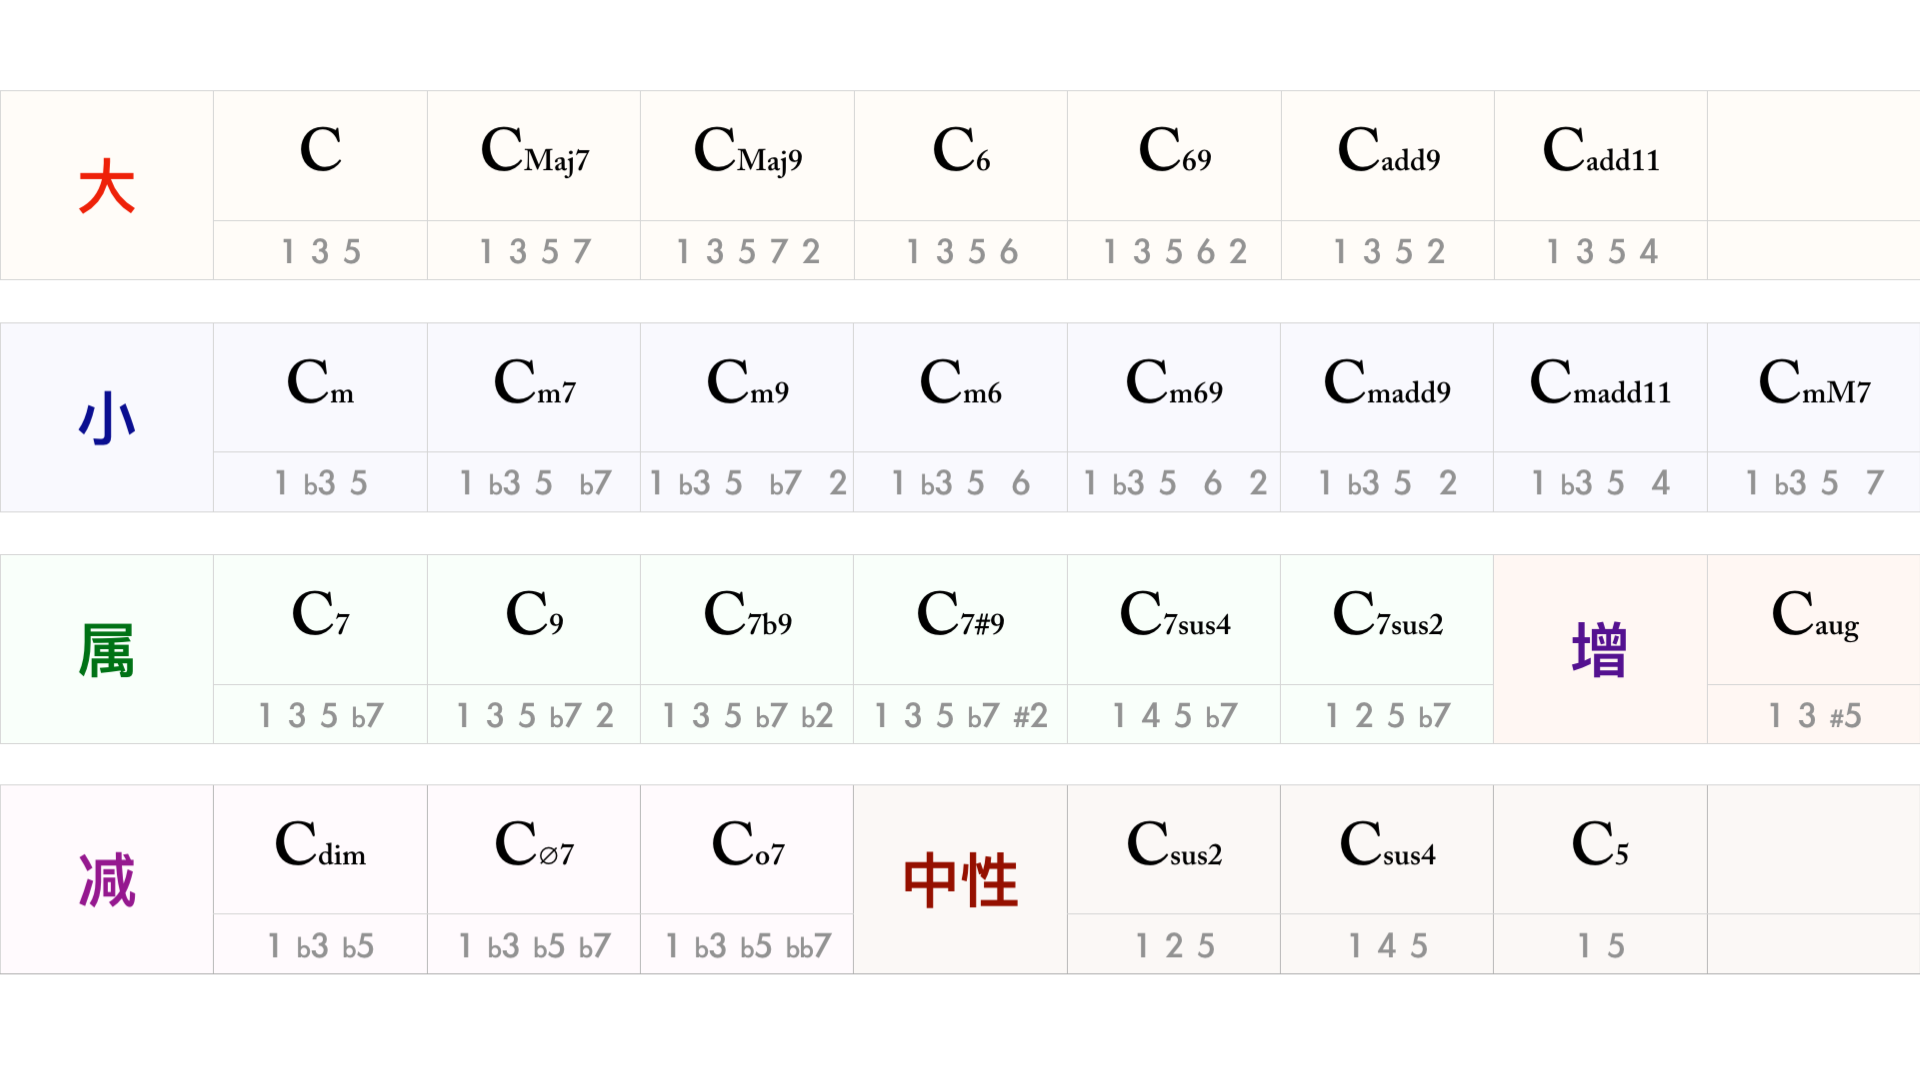 大 C CMaj7 CMaj9 C6 C69 Cadd9 Cadd11
1 3 5 1 3 5 7 1 3 5 7 2 1 3 5 6 1 3 5 6 2 1 3 5 2 1 3 5 4
小 Cm Cm7 Cm9 Cm6 Cm69 Cmadd9 Cmadd11 CmM7
1 b3 5 1 b3 5 b7 1 b3 5 b7 2 1 b3 5 6 1 b3 5 6 2 1 b3 5 2 1 b3 5 4 1 b3 5 7
属 C7 C9 C7b9 C7#9 C7sus4 C7sus2 增 Caug
1 3 5 b7 1 3 5 b7 2 1 3 5 b7 b2 1 3 5 b7 #2 1 4 5 b7 1 2 5 b7 1 3 #5
减 Cdim C∅7 Co7 中性 Csus2 Csus4 C5
1 b3 b5 1 b3 b5 b7 1 b3 b5 bb7 1 2 5 1 4 5 1 5